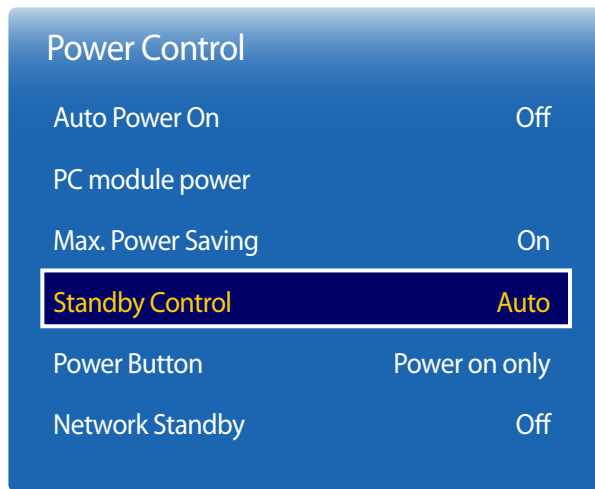 Power Control
Auto Power On Off
PC module power
Max. Power Saving On
Standby Control Auto
Power Button Power on only
Network Standby Off